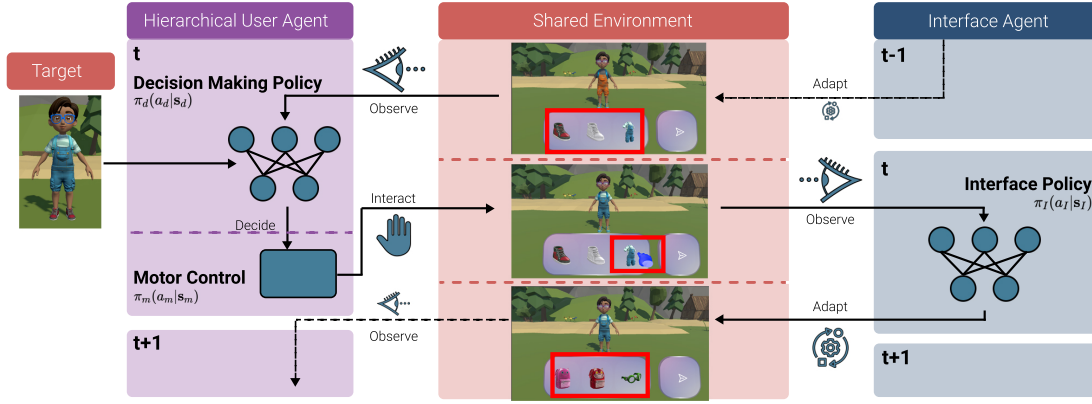 Hierarchical User Agent
Shared Environment
Interface Agent
Target
t
Decision Making Policy
π_d(a_d|s_d)
Observe
Adapt
t-1
Decide
Interact
Motor Control
π_m(a_m|s_m)
Observe
t+1
Observe
t
Interface Policy
π_I(a_I|s_I)
Adapt
t+1